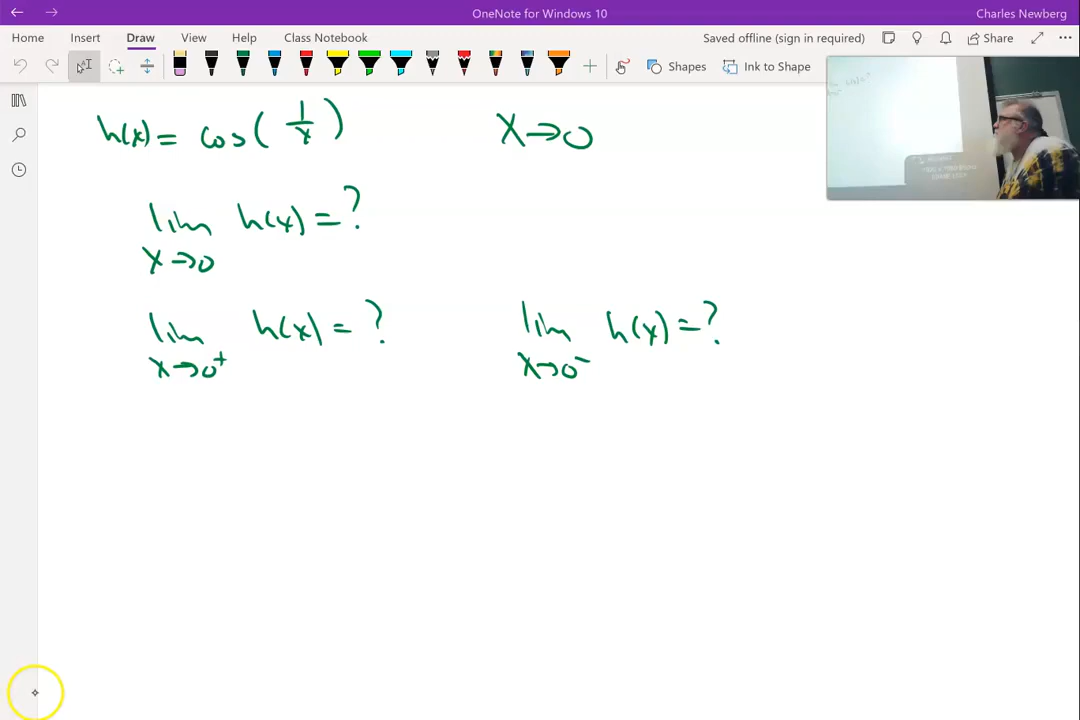 OneNote for Windows 10
Charles Newberg
Home Insert Draw View Help Class Notebook
Saved offline (sign in required)
Share
Shapes
Ink to Shape
h(x) = cos(1/x) x→0
lim h(x) = ?
x→0
lim h(x) = ? lim h(x) = ?
x→0⁺ x→0⁻